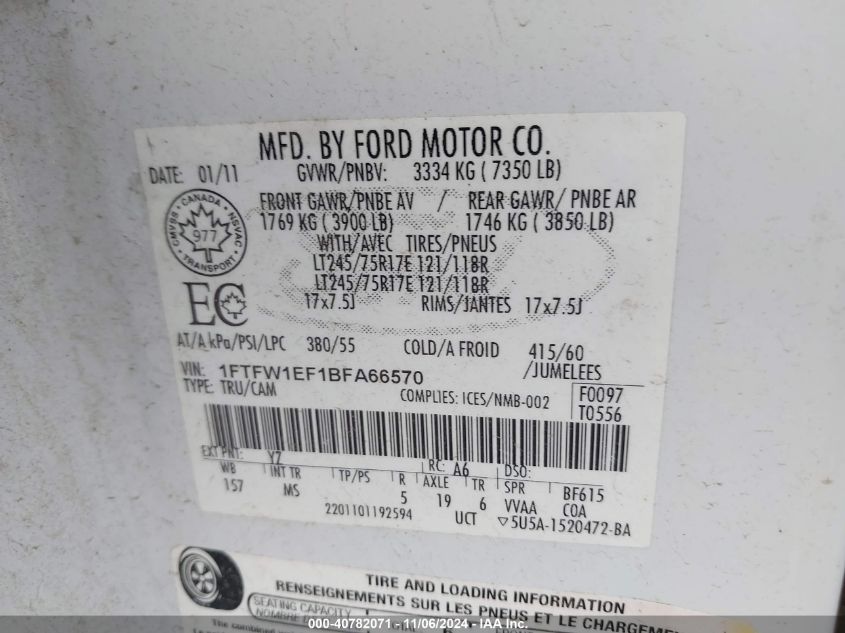 MFD. BY FORD MOTOR CO.
DATE: 01/11 GVWR/PNBV: 3334 KG ( 7350 LB)
FRONT GAWR/PNBE AV / REAR GAWR/ PNBE AR
1769 KG ( 3900 LB) 1746 KG ( 3850 LB)
WITH/AVEC TIRES/PNEUS
LT245/75R17E 121/118R
LT245/75R17E 121/118R
17x7.5J RIMS/JANTES 17x7.5J
CANADA
CMVSS NSVAC
977
TRANSPORT
EC
AT/A kPa/PSI/LPC 380/55 COLD/A FROID 415/60
VIN: 1FTFW1EF1BFA66570 /JUMELEES
TYPE: TRU/CAM COMPLIES: ICES/NMB-002 F0097
T0556
EXT PNT: YZ RC: A6 DSO:
WB INT TR TP/PS R AXLE TR SPR BF615
157 MS 5 19 6 VVAA COA
2201101192594 UCT ▽5U5A-1520472-BA
TIRE AND LOADING INFORMATION
RENSEIGNEMENTS SUR LES PNEUS ET LE CHARGEME
SEATING CAPACITY
NOMBRE
The combined
000-40782071 - 11/06/2024 - IAA Inc.